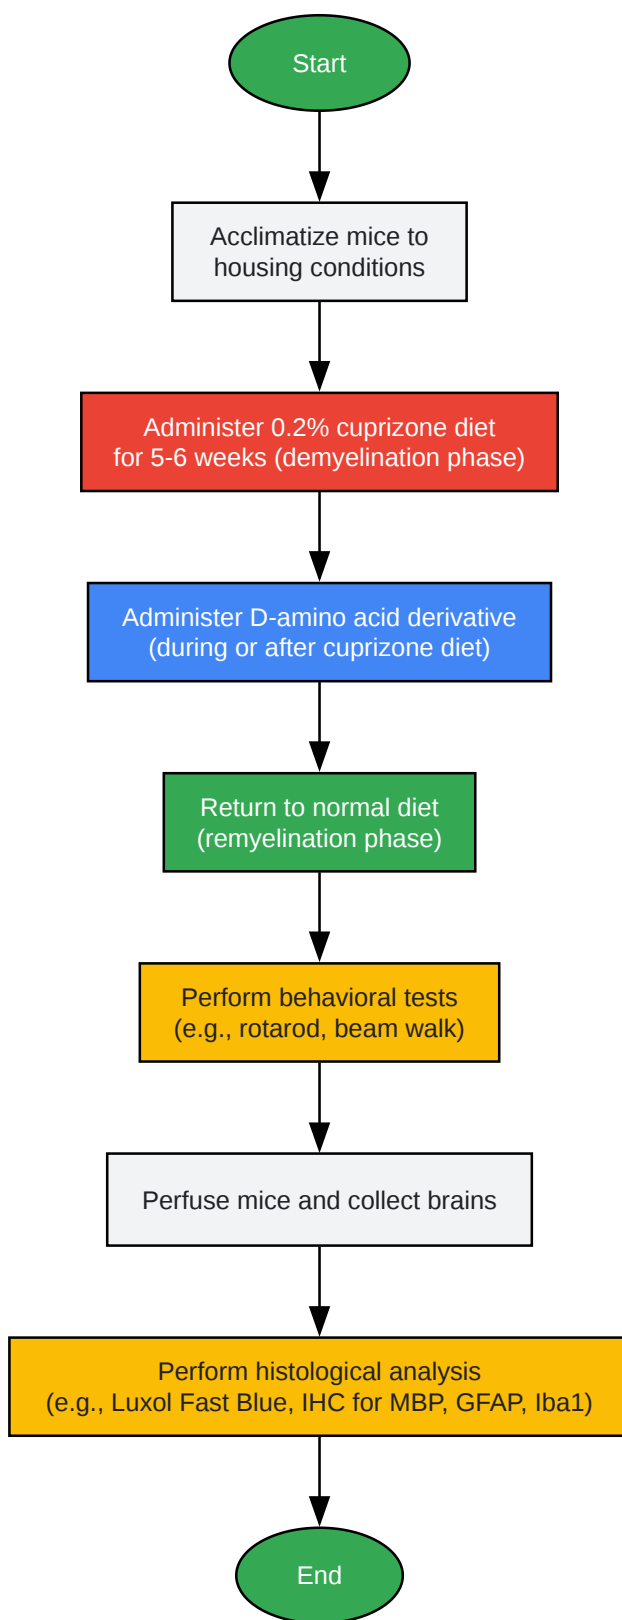 Start
Acclimatize mice to
housing conditions
Administer 0.2% cuprizone diet
for 5-6 weeks (demyelination phase)
Administer D-amino acid derivative
(during or after cuprizone diet)
Return to normal diet
(remyelination phase)
Perform behavioral tests
(e.g., rotarod, beam walk)
Perfuse mice and collect brains
Perform histological analysis
(e.g., Luxol Fast Blue, IHC for MBP, GFAP, Iba1)
End